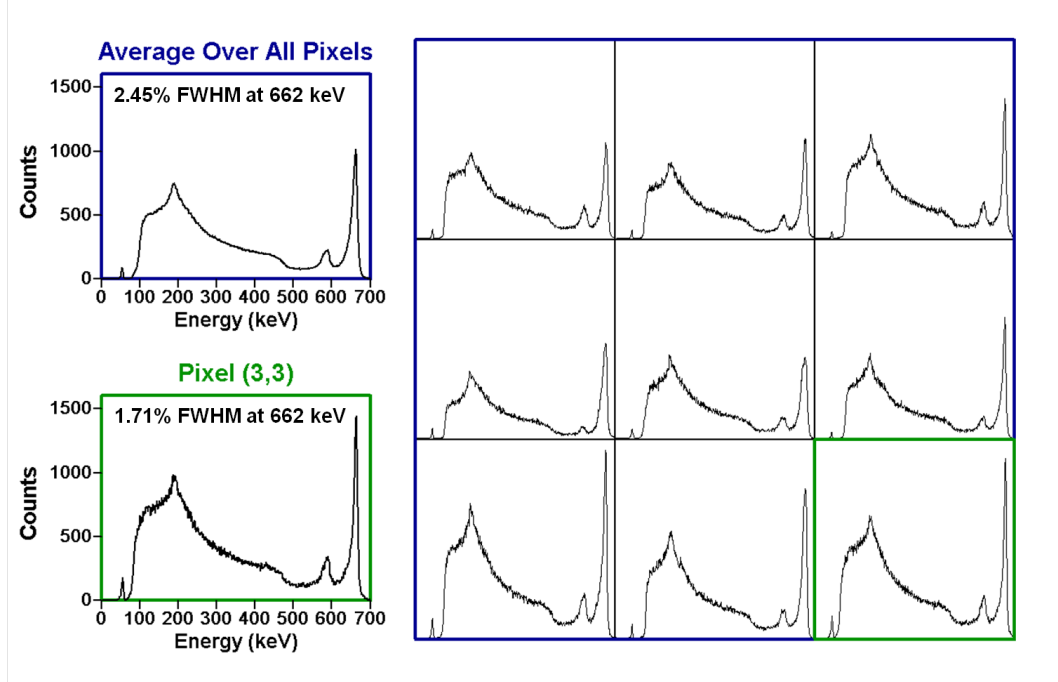 Average Over All Pixels
2.45% FWHM at 662 keV
1500
1000
500
0
Counts
0 100 200 300 400 500 600 700
Energy (keV)
Pixel (3,3)
1.71% FWHM at 662 keV
1500
1000
500
0
Counts
0 100 200 300 400 500 600 700
Energy (keV)